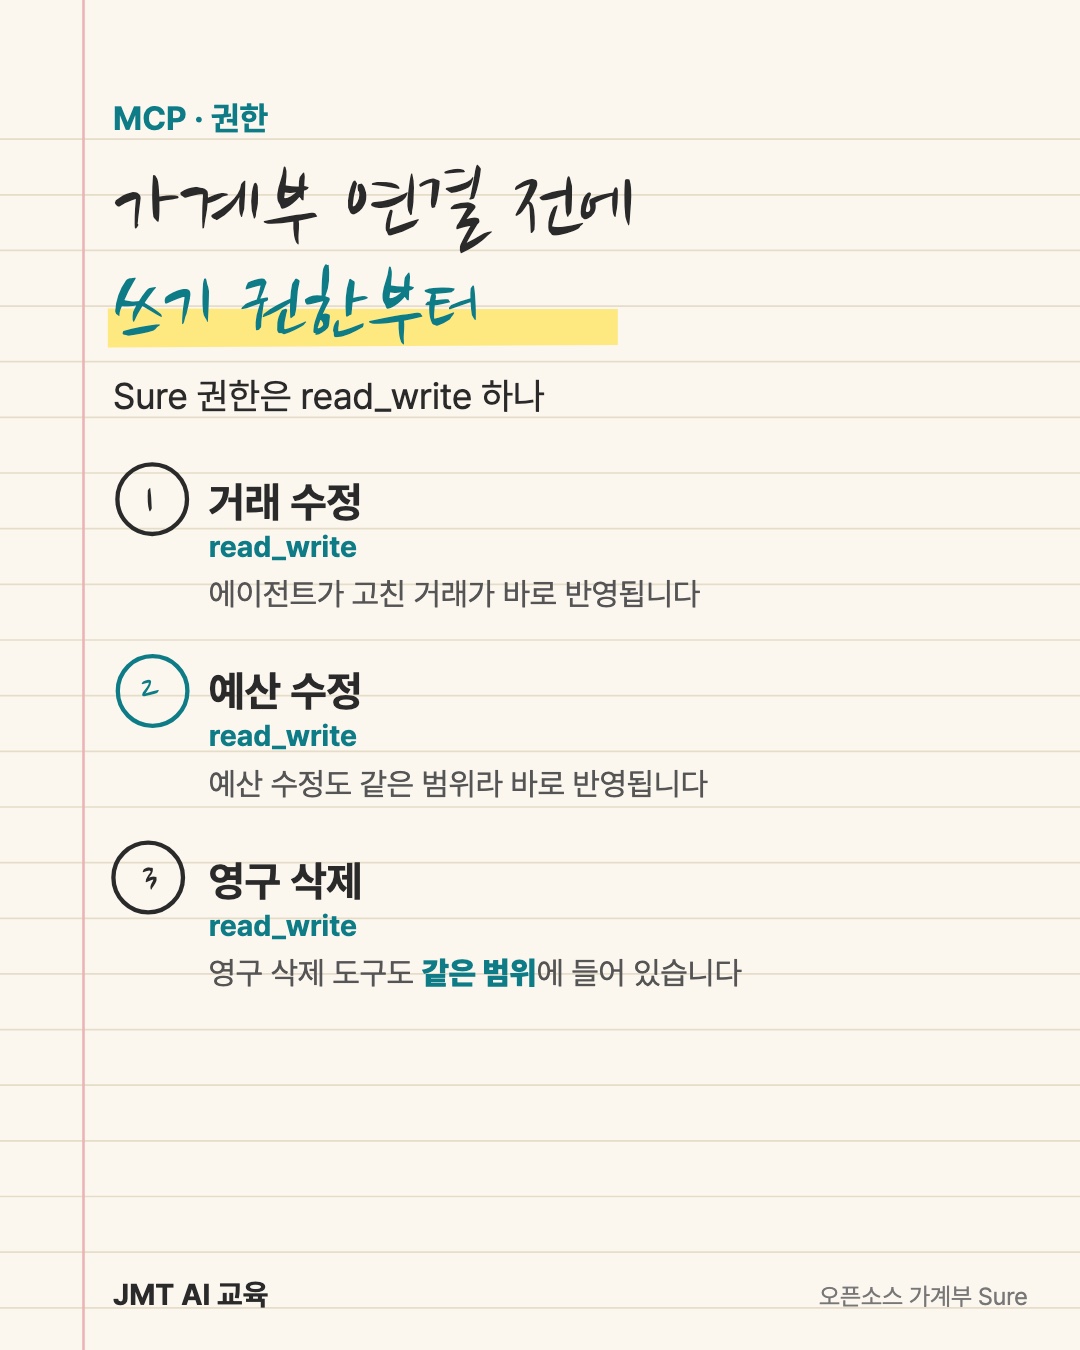 MCP · 권한
가계부 연결 전에
쓰기 권한부터
Sure 권한은 read_write 하나
1 거래 수정
read_write
에이전트가 고친 거래가 바로 반영됩니다
2 예산 수정
read_write
예산 수정도 같은 범위라 바로 반영됩니다
3 영구 삭제
read_write
영구 삭제 도구도 같은 범위에 들어 있습니다
JMT AI 교육
오픈소스 가계부 Sure